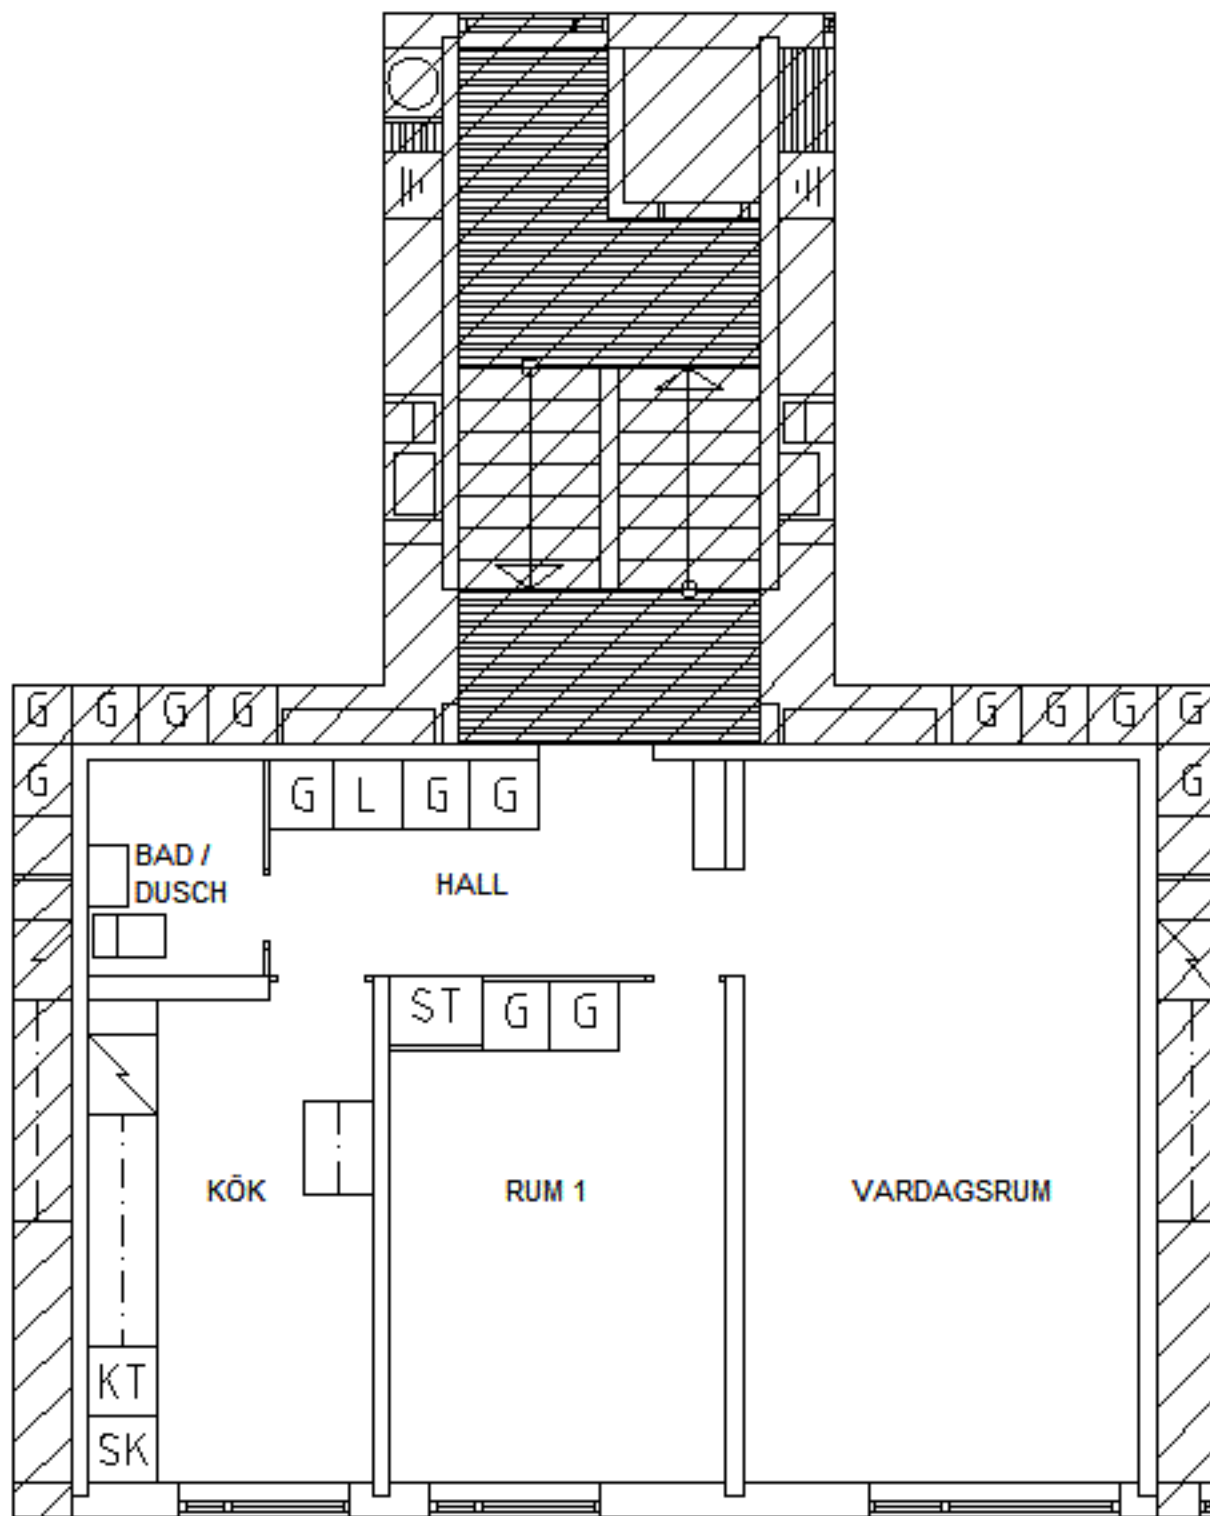 G G G G
G G G G
G
G
G L G G
BAD /
DUSCH
HALL
ST G G
KÖK
RUM 1
VARDAGSRUM
KT
SK